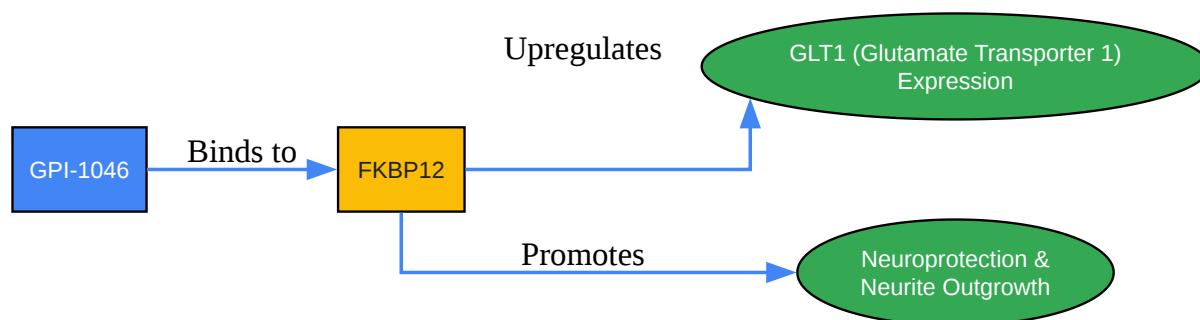 Upregulates
GLT1 (Glutamate Transporter 1)
Expression
GPI-1046
Binds to
FKBP12
Promotes
Neuroprotection &
Neurite Outgrowth